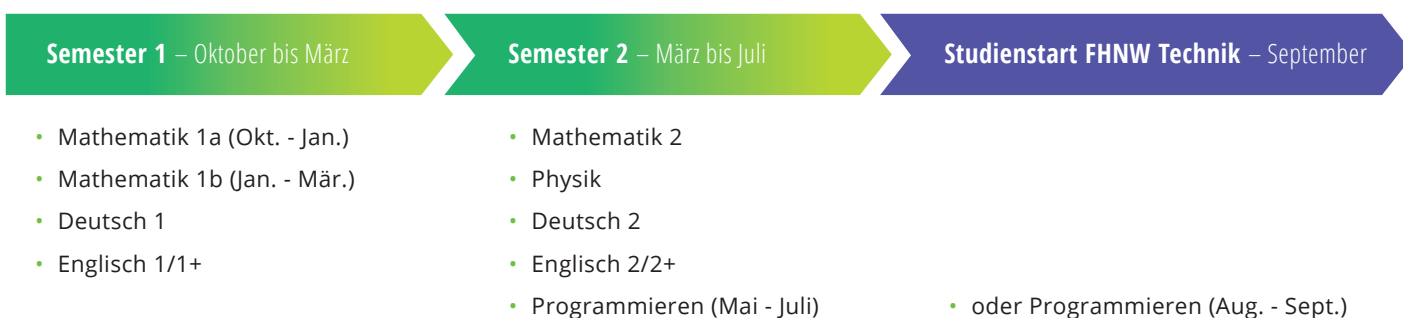 Semester 1 – Oktober bis März
• Mathematik 1a (Okt. - Jan.)
• Mathematik 1b (Jan. - Mär.)
• Deutsch 1
• Englisch 1/1+
Semester 2 – März bis Juli
• Mathematik 2
• Physik
• Deutsch 2
• Englisch 2/2+
• Programmieren (Mai - Juli)
Studienstart FHNW Technik – September
• oder Programmieren (Aug. - Sept.)